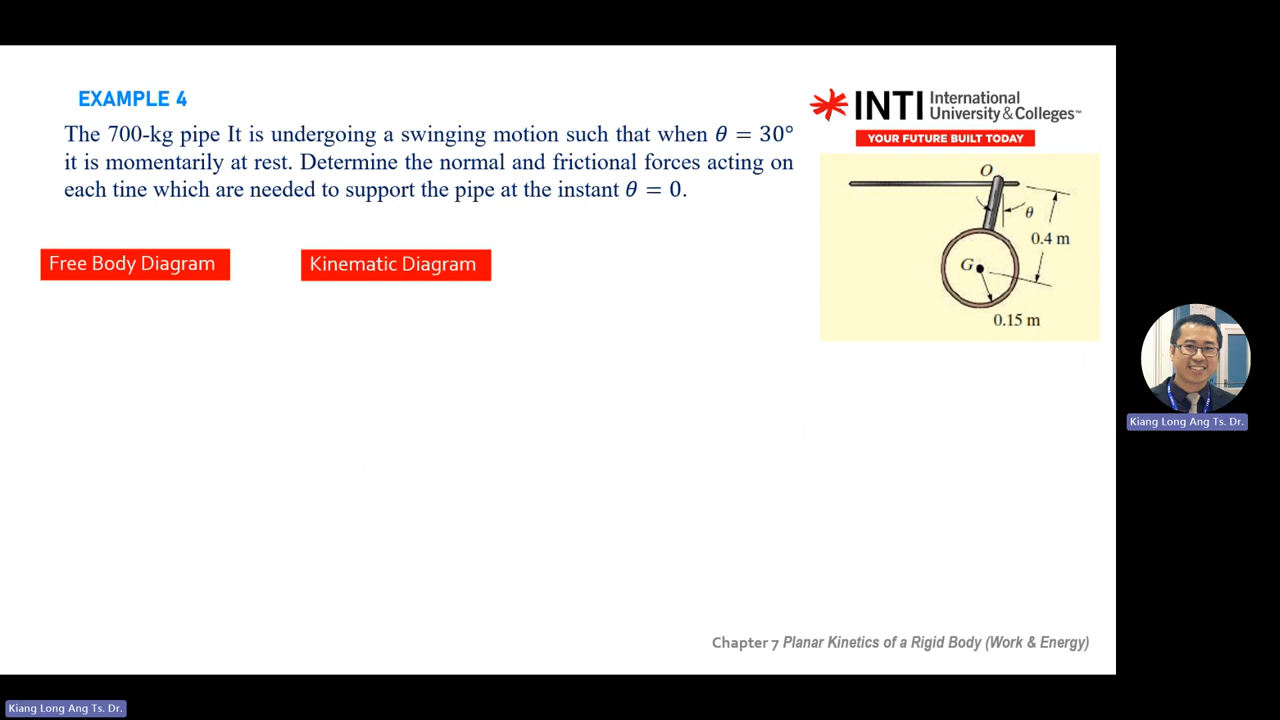 EXAMPLE 4
The 700-kg pipe It is undergoing a swinging motion such that when θ = 30°
it is momentarily at rest. Determine the normal and frictional forces acting on
each tine which are needed to support the pipe at the instant θ = 0.
INTI International University & Colleges™
YOUR FUTURE BUILT TODAY
O
θ
0.4 m
G
0.15 m
Free Body Diagram
Kinematic Diagram
Kiang Long Ang Ts. Dr.
Chapter 7 Planar Kinetics of a Rigid Body (Work & Energy)
Kiang Long Ang Ts. Dr.